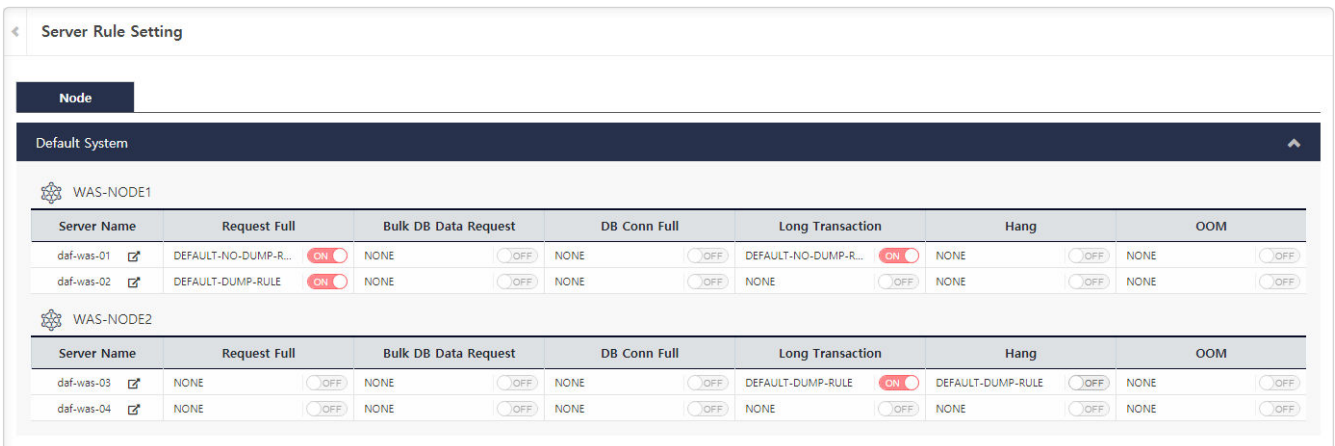 Server Rule Setting
Node
Default System
WAS-NODE1
Server Name Request Full Bulk DB Data Request DB Conn Full Long Transaction Hang OOM
daf-was-01 DEFAULT-NO-DUMP-R... ON NONE OFF NONE OFF DEFAULT-NO-DUMP-R... ON NONE OFF NONE OFF
daf-was-02 DEFAULT-DUMP-RULE ON NONE OFF NONE OFF NONE OFF NONE OFF NONE OFF
WAS-NODE2
Server Name Request Full Bulk DB Data Request DB Conn Full Long Transaction Hang OOM
daf-was-03 NONE OFF NONE OFF NONE OFF DEFAULT-DUMP-RULE ON DEFAULT-DUMP-RULE OFF NONE OFF
daf-was-04 NONE OFF NONE OFF NONE OFF NONE OFF NONE OFF NONE OFF